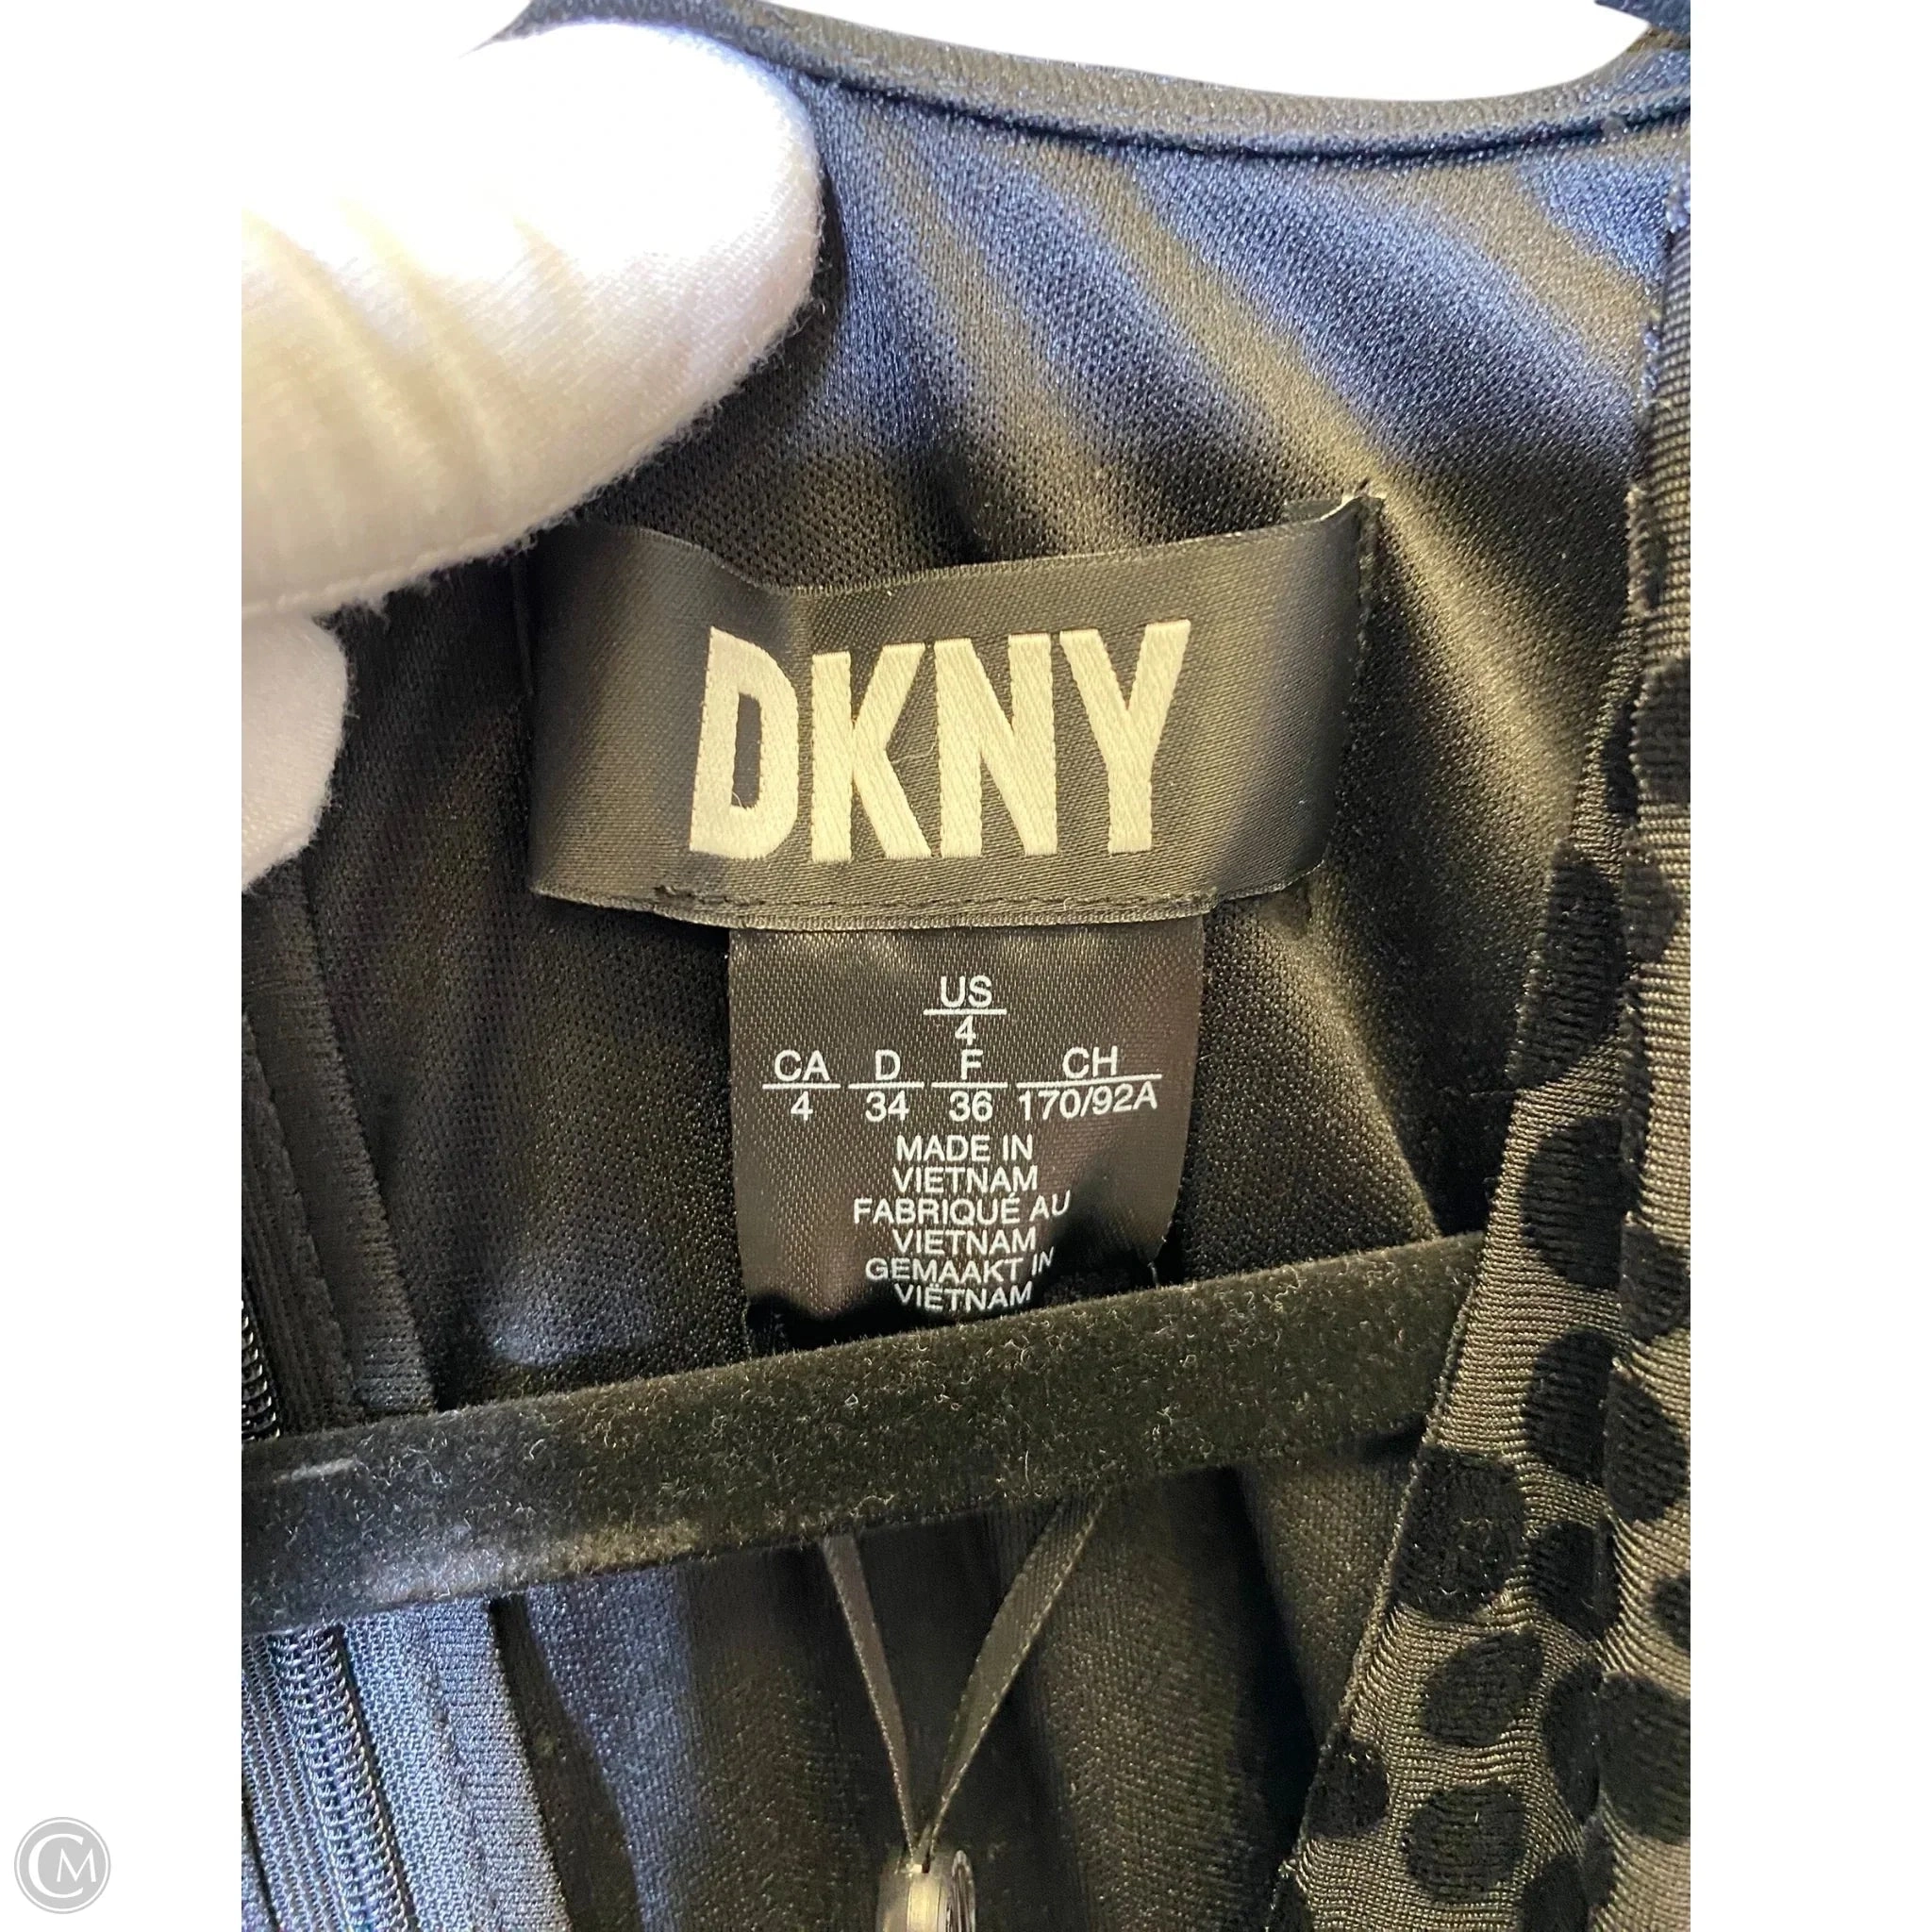 DKNY
US
4
CA D F CH
4 34 36 170/92A
MADE IN
VIETNAM
FABRIQUÉ AU
VIETNAM
GEMAAKT IN
VIËTNAM
CM